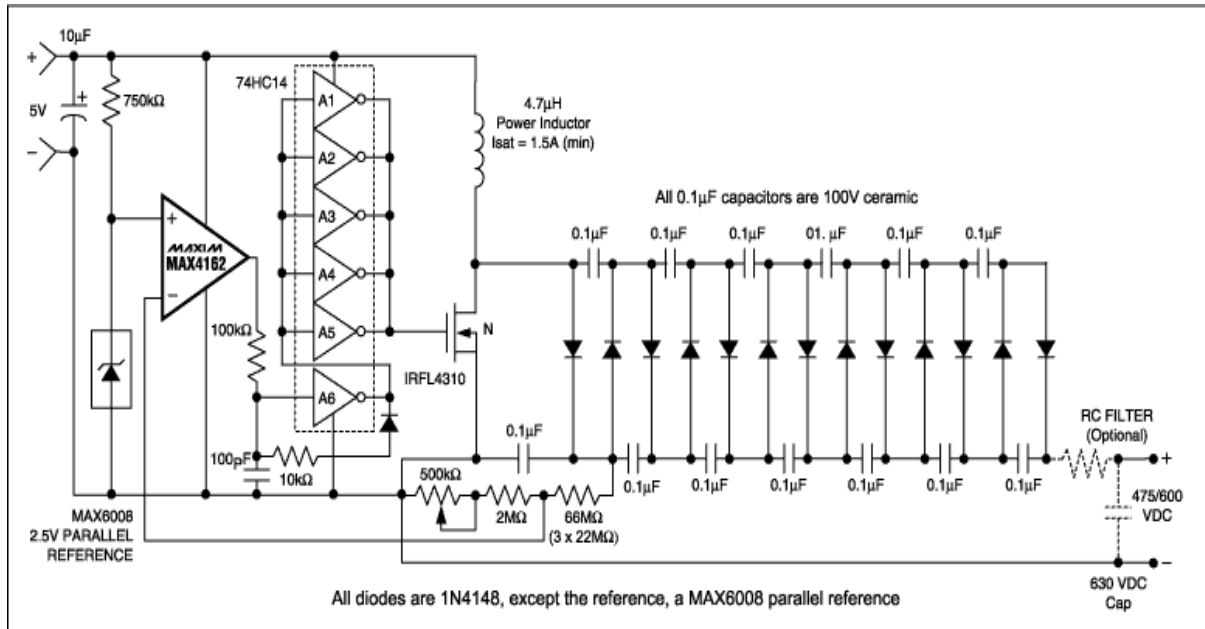 +
10µF
5V
+
−
750kΩ
74HC14
A1
A2
A3
A4
A5
A6
4.7µH
Power Inductor
Isat = 1.5A (min)
All 0.1µF capacitors are 100V ceramic
0.1µF
0.1µF
0.1µF
01. µF
0.1µF
0.1µF
+
−
MAXIM
MAX4162
100kΩ
N
IRFL4310
100pF
10kΩ
0.1µF
500kΩ
2MΩ
66MΩ
(3 x 22MΩ)
0.1µF
0.1µF
0.1µF
0.1µF
0.1µF
0.1µF
RC FILTER
(Optional)
+
475/600
VDC
−
630 VDC
Cap
MAX6008
2.5V PARALLEL
REFERENCE
All diodes are 1N4148, except the reference, a MAX6008 parallel reference